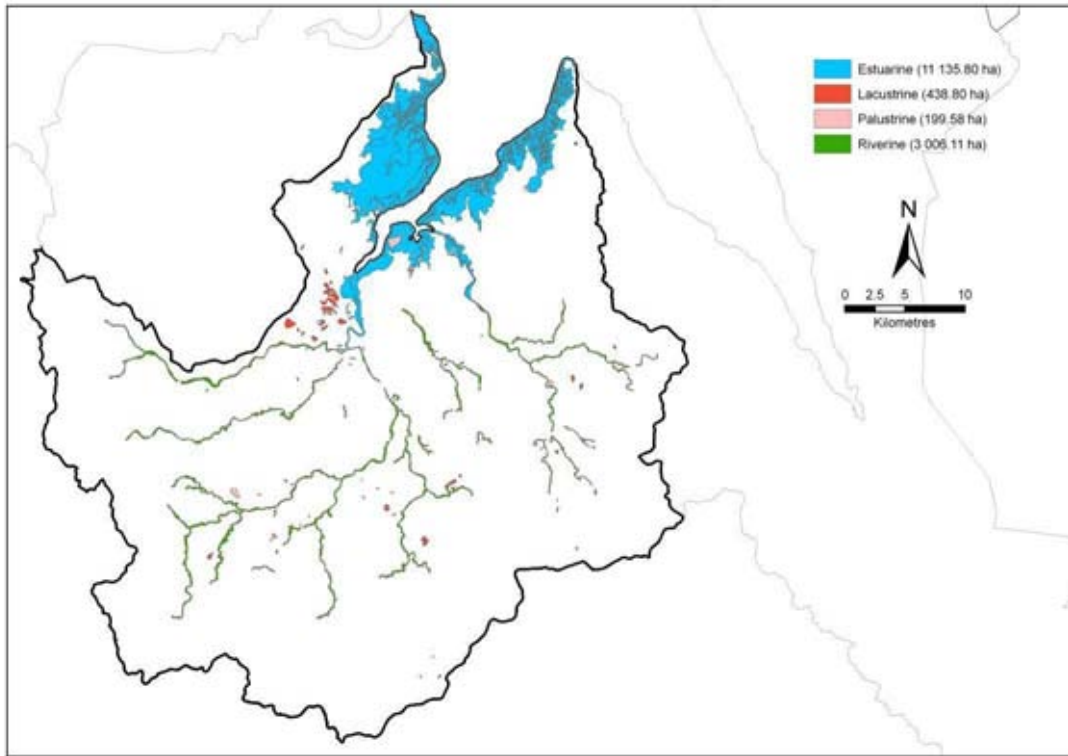 Estuarine (11 135.80 ha)
Lacustrine (438.80 ha)
Palustrine (199.58 ha)
Riverine (3 006.11 ha)
N
0 2.5 5 10
Kilometres